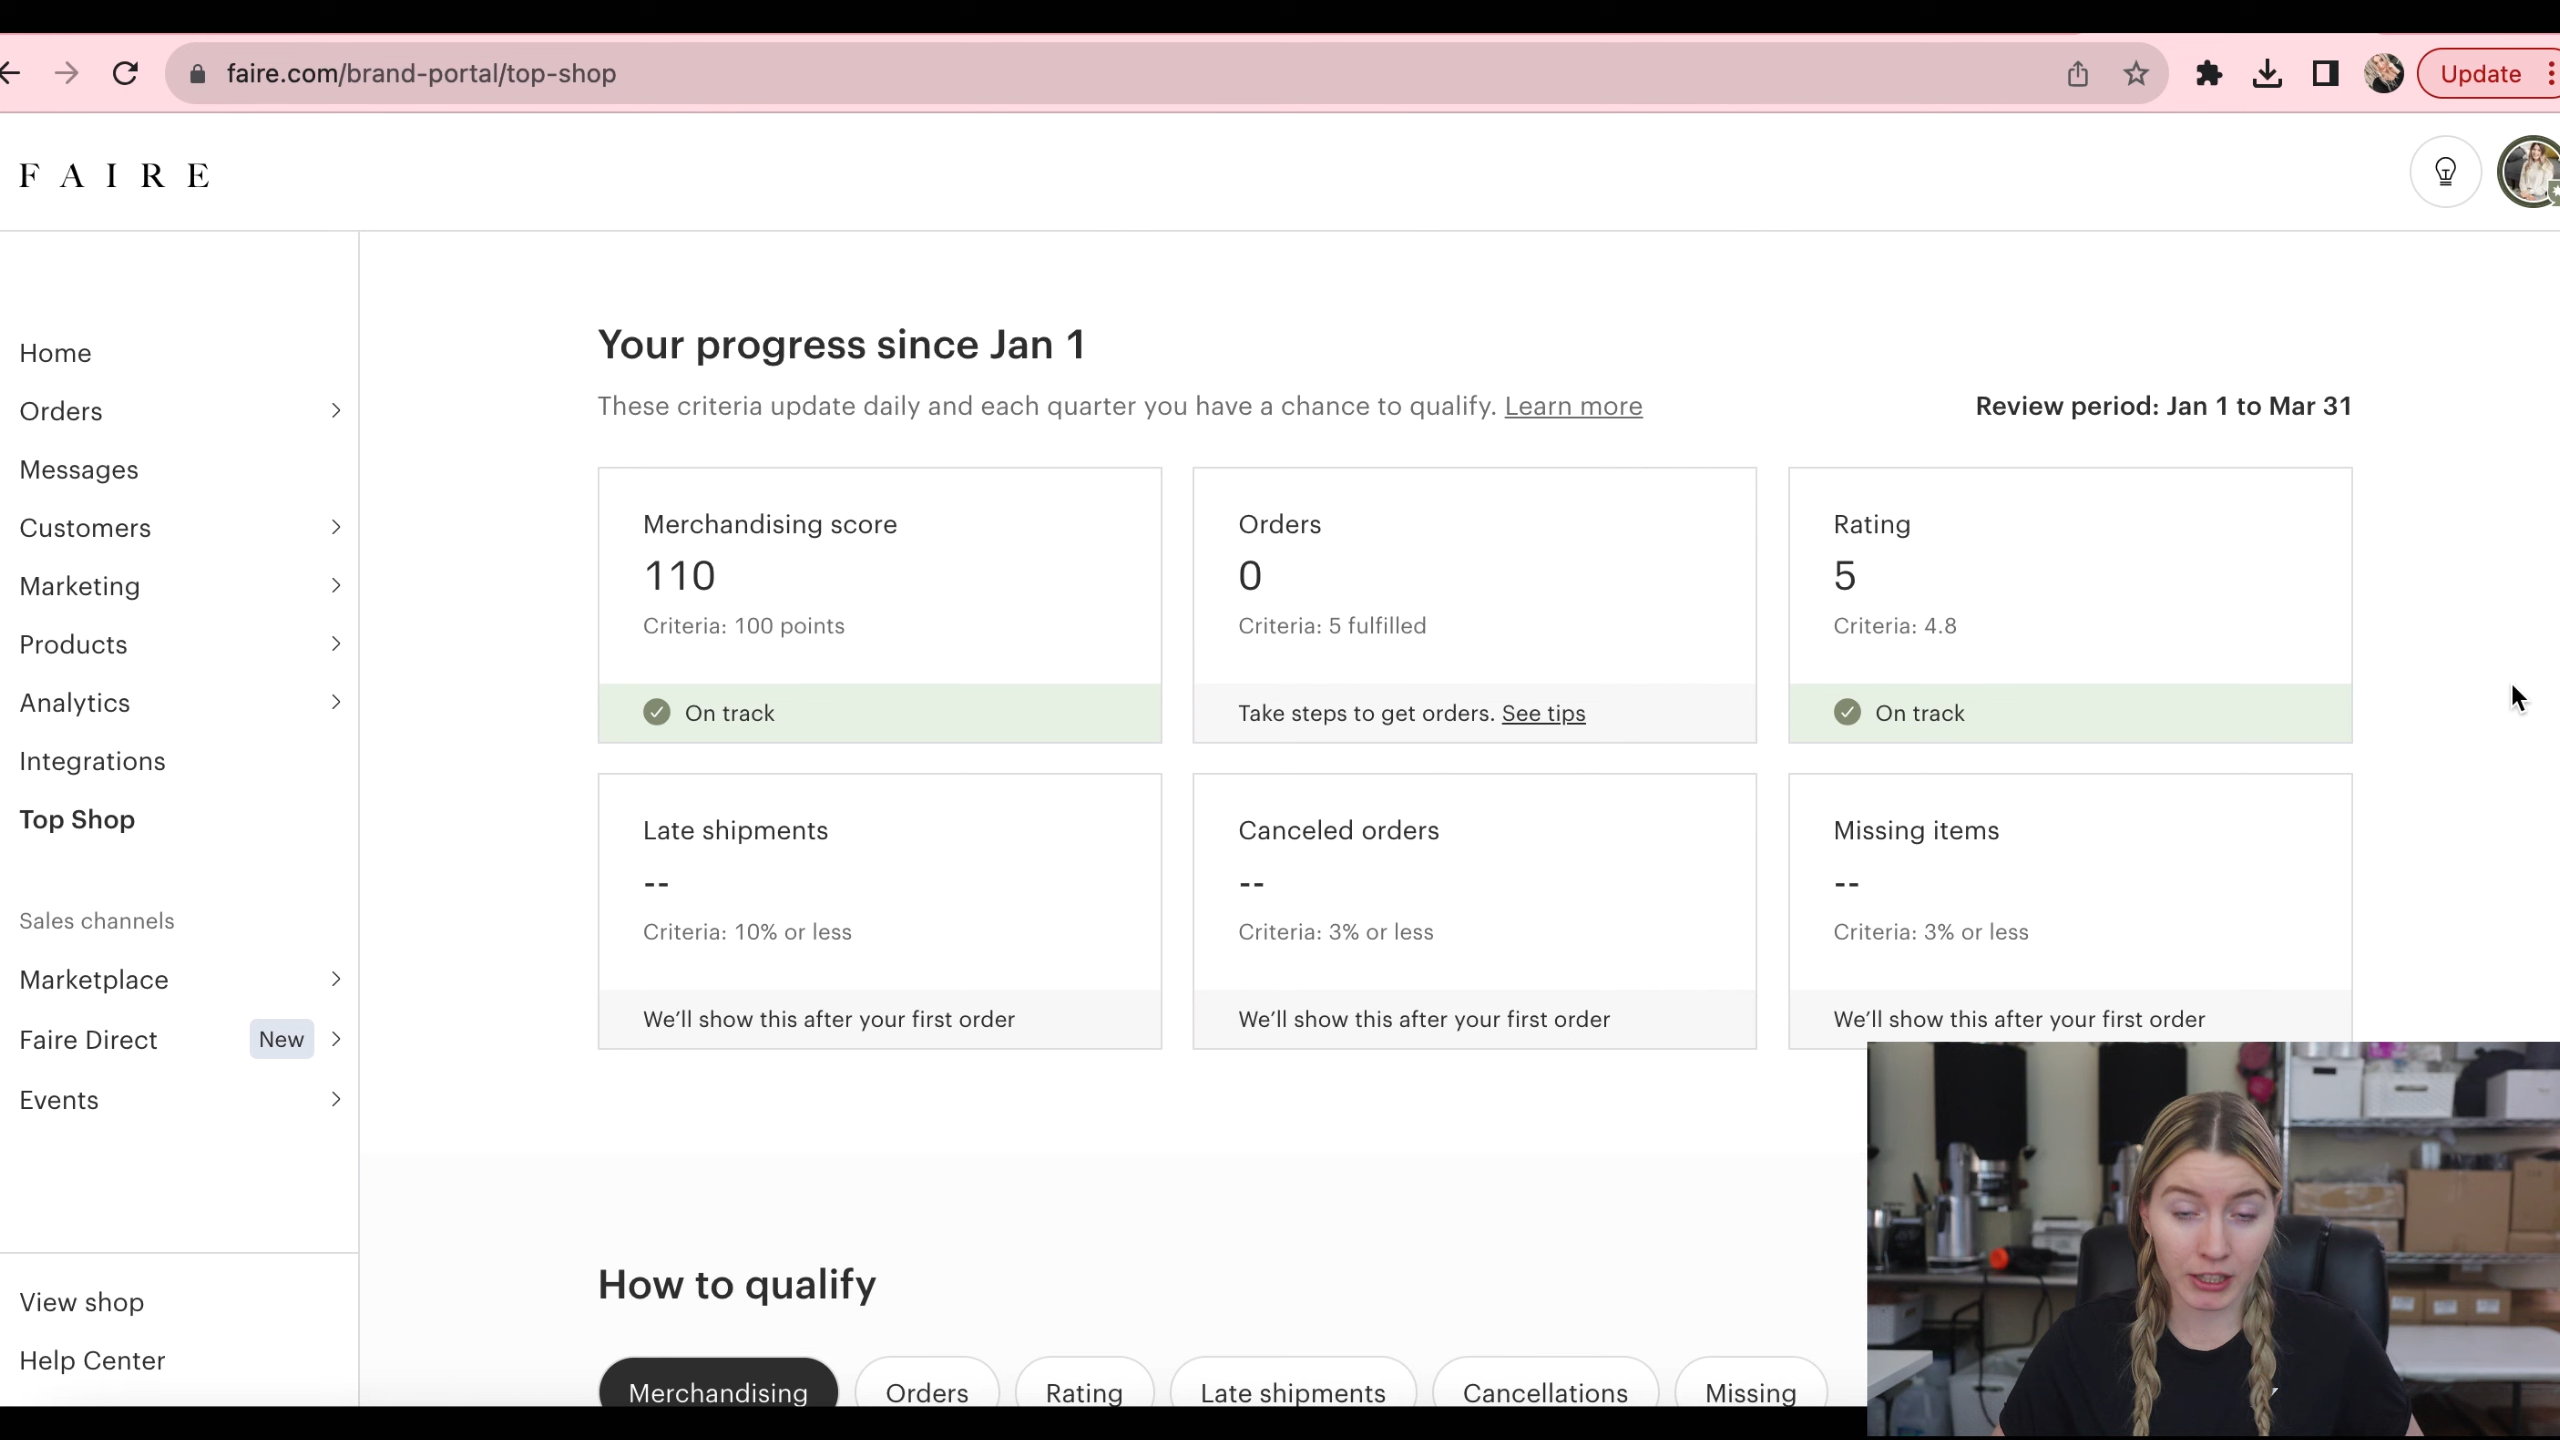 faire.com/brand-portal/top-shop
Update
FAIRE
Home
Orders
Messages
Customers
Marketing
Products
Analytics
Integrations
Top Shop
Sales channels
Marketplace
Faire Direct New
Events
View shop
Help Center
Your progress since Jan 1
These criteria update daily and each quarter you have a chance to qualify. Learn more
Review period: Jan 1 to Mar 31
Merchandising score
110
Criteria: 100 points
On track
Orders
0
Criteria: 5 fulfilled
Take steps to get orders. See tips
Rating
5
Criteria: 4.8
On track
Late shipments
--
Criteria: 10% or less
We'll show this after your first order
Canceled orders
--
Criteria: 3% or less
We'll show this after your first order
Missing items
--
Criteria: 3% or less
We'll show this after your first order
How to qualify
Merchandising
Orders
Rating
Late shipments
Cancellations
Missing